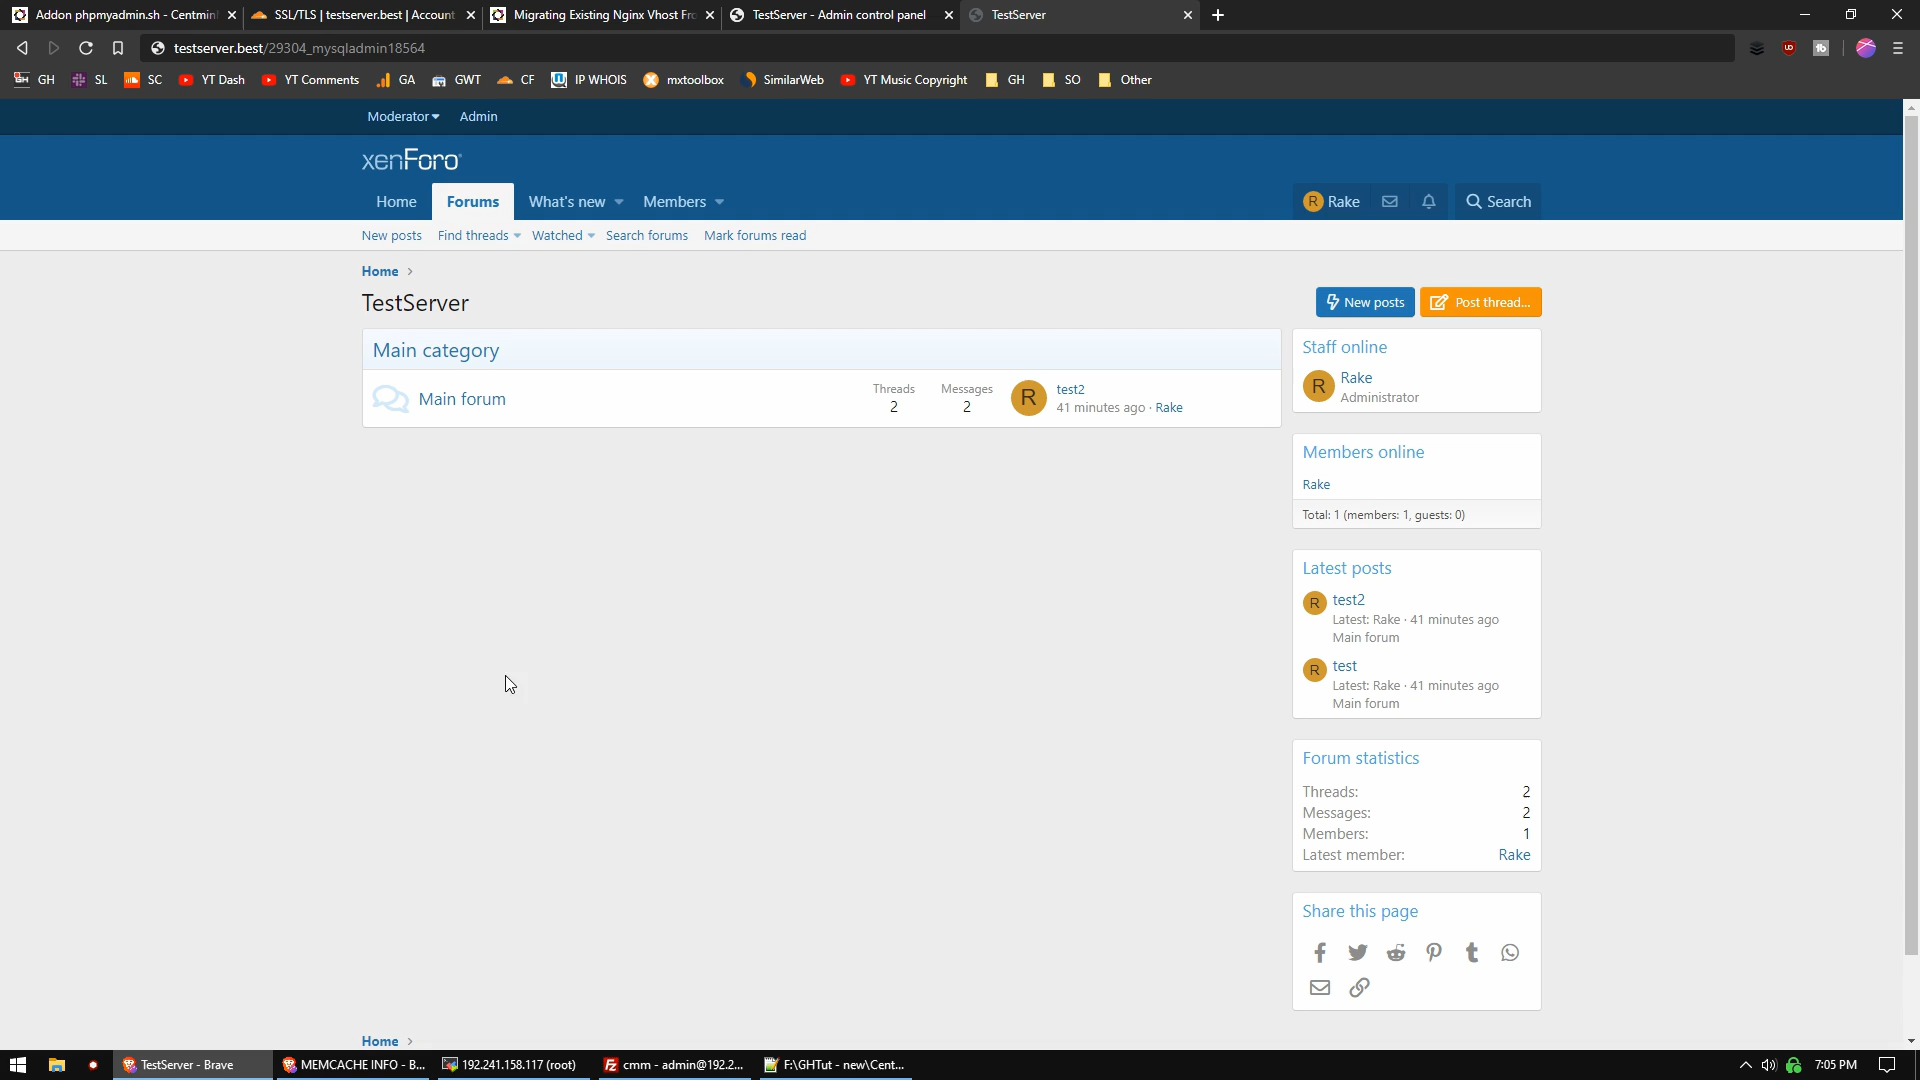 Addon phpmyadmin.sh - Centmin
SSL/TLS | testserver.best | Account
Migrating Existing Nginx Vhost Fro
TestServer - Admin control panel
TestServer
testserver.best/29304_mysqladmin18564
GH SL SC YT Dash YT Comments GA GWT CF IP WHOIS mxtoolbox SimilarWeb YT Music Copyright GH SO Other
Moderator Admin
xenForo
Home Forums What's new Members R Rake Search
New posts Find threads Watched Search forums Mark forums read
Home
TestServer
New posts Post thread...
Main category
Main forum
Threads
2
Messages
2
R
test2
41 minutes ago · Rake
Staff online
R
Rake
Administrator
Members online
Rake
Total: 1 (members: 1, guests: 0)
Latest posts
R
test2
Latest: Rake · 41 minutes ago
Main forum
R
test
Latest: Rake · 41 minutes ago
Main forum
Forum statistics
Threads: 2
Messages: 2
Members: 1
Latest member: Rake
Share this page
Home
TestServer - Brave
MEMCACHE INFO - B...
192.241.158.117 (root)
cmm - admin@192.2...
F:\GHTut - new\Cent...
7:05 PM